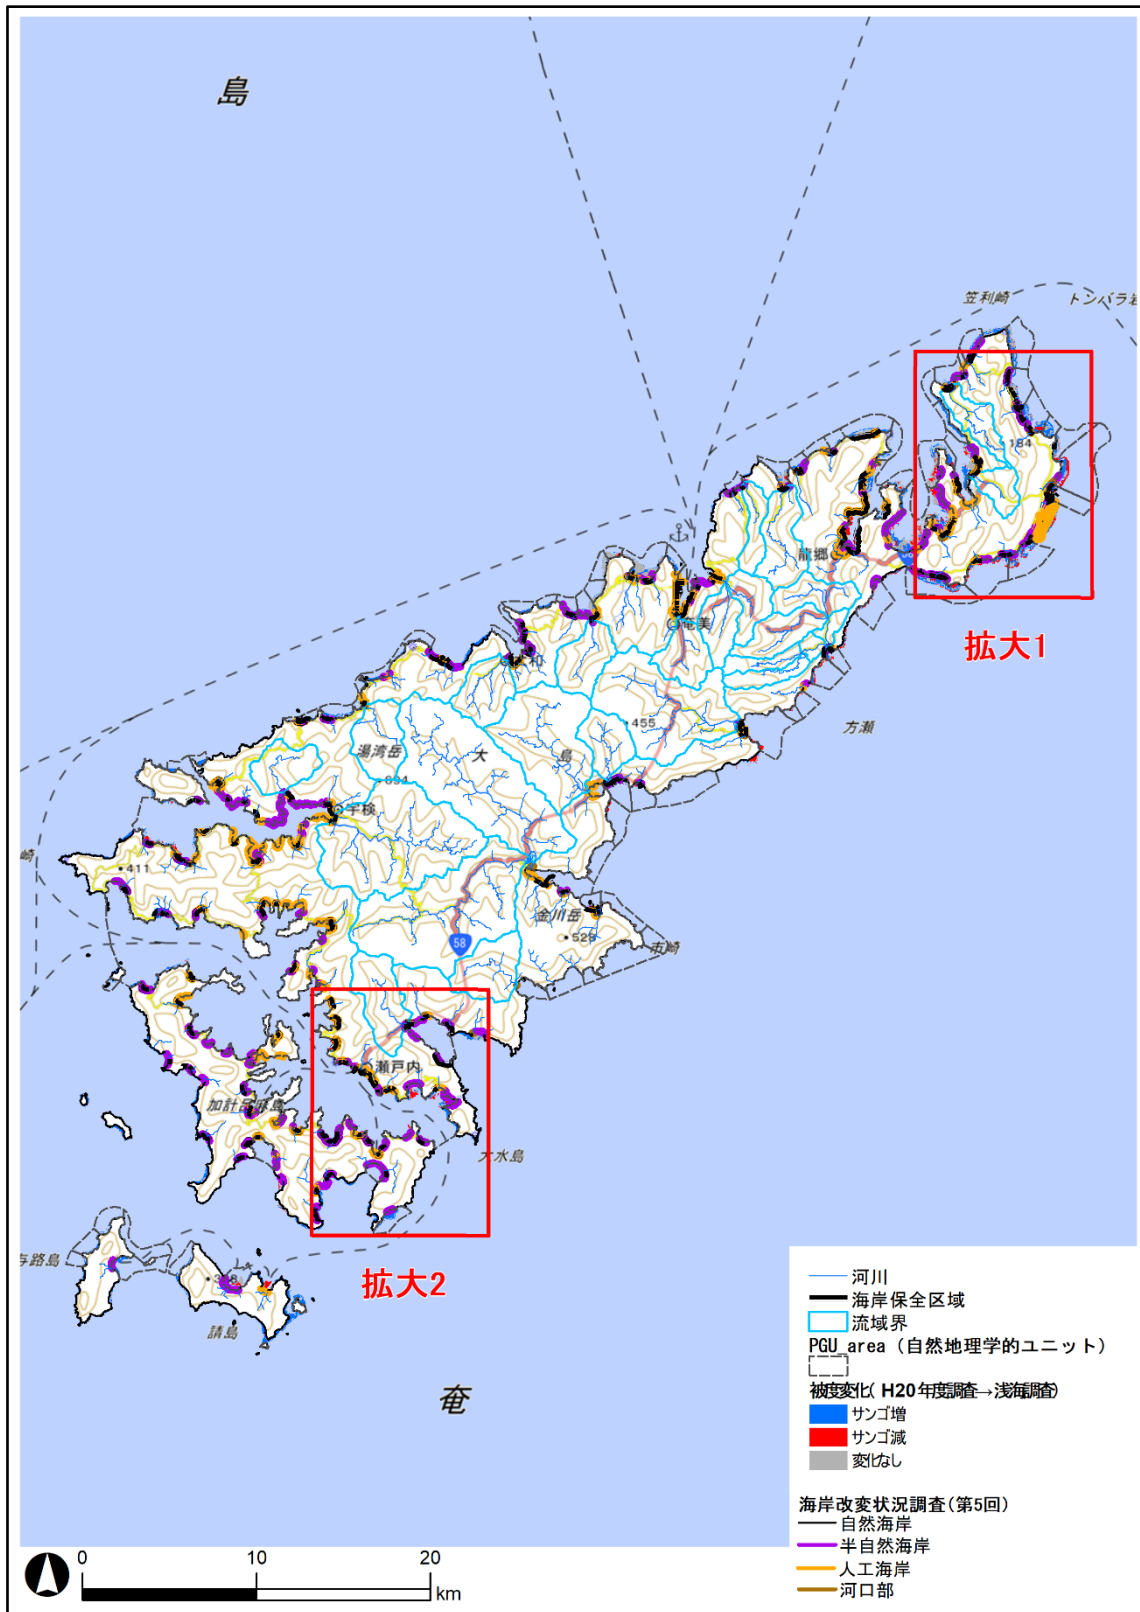 島
笠利崎
トンバラ岩
184
拡大1
龍郷
奄美
大和
455
方瀬
湯湾岳
大
島
694
宇検
崎
411
金川岳
529
市崎
58
瀬戸内
加計呂麻島
大水島
与路島
請島
拡大2
奄
河川
海岸保全区域
流域界
PGU_area（自然地理学的ユニット）
被度変化( H20年度調査→浅海調査)
サンゴ増
サンゴ減
変化なし
海岸改変状況調査(第5回)
自然海岸
半自然海岸
人工海岸
河口部
0 10 20
km